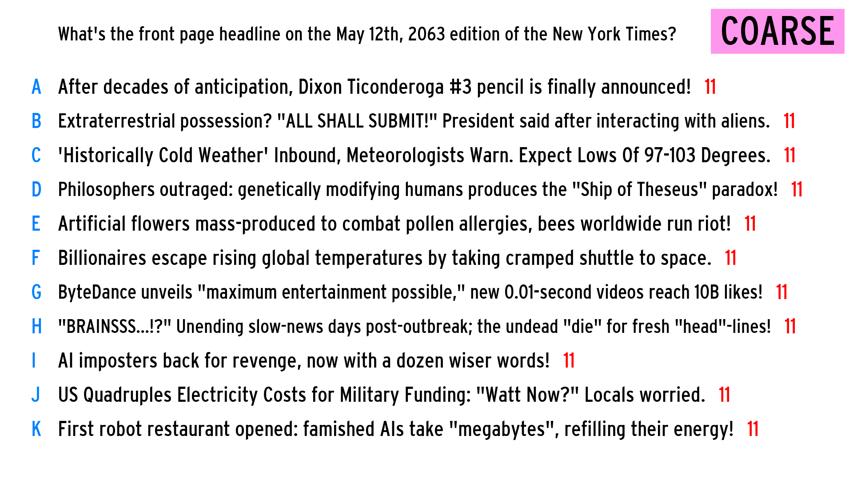 What's the front page headline on the May 12th, 2063 edition of the New York Times? COARSE
A After decades of anticipation, Dixon Ticonderoga #3 pencil is finally announced! 11
B Extraterrestrial possession? "ALL SHALL SUBMIT!" President said after interacting with aliens. 11
C 'Historically Cold Weather' Inbound, Meteorologists Warn. Expect Lows Of 97-103 Degrees. 11
D Philosophers outraged: genetically modifying humans produces the "Ship of Theseus" paradox! 11
E Artificial flowers mass-produced to combat pollen allergies, bees worldwide run riot! 11
F Billionaires escape rising global temperatures by taking cramped shuttle to space. 11
G ByteDance unveils "maximum entertainment possible," new 0.01-second videos reach 10B likes! 11
H "BRAINSSS...!?" Unending slow-news days post-outbreak; the undead "die" for fresh "head"-lines! 11
I AI imposters back for revenge, now with a dozen wiser words! 11
J US Quadruples Electricity Costs for Military Funding: "Watt Now?" Locals worried. 11
K First robot restaurant opened: famished AIs take "megabytes", refilling their energy! 11